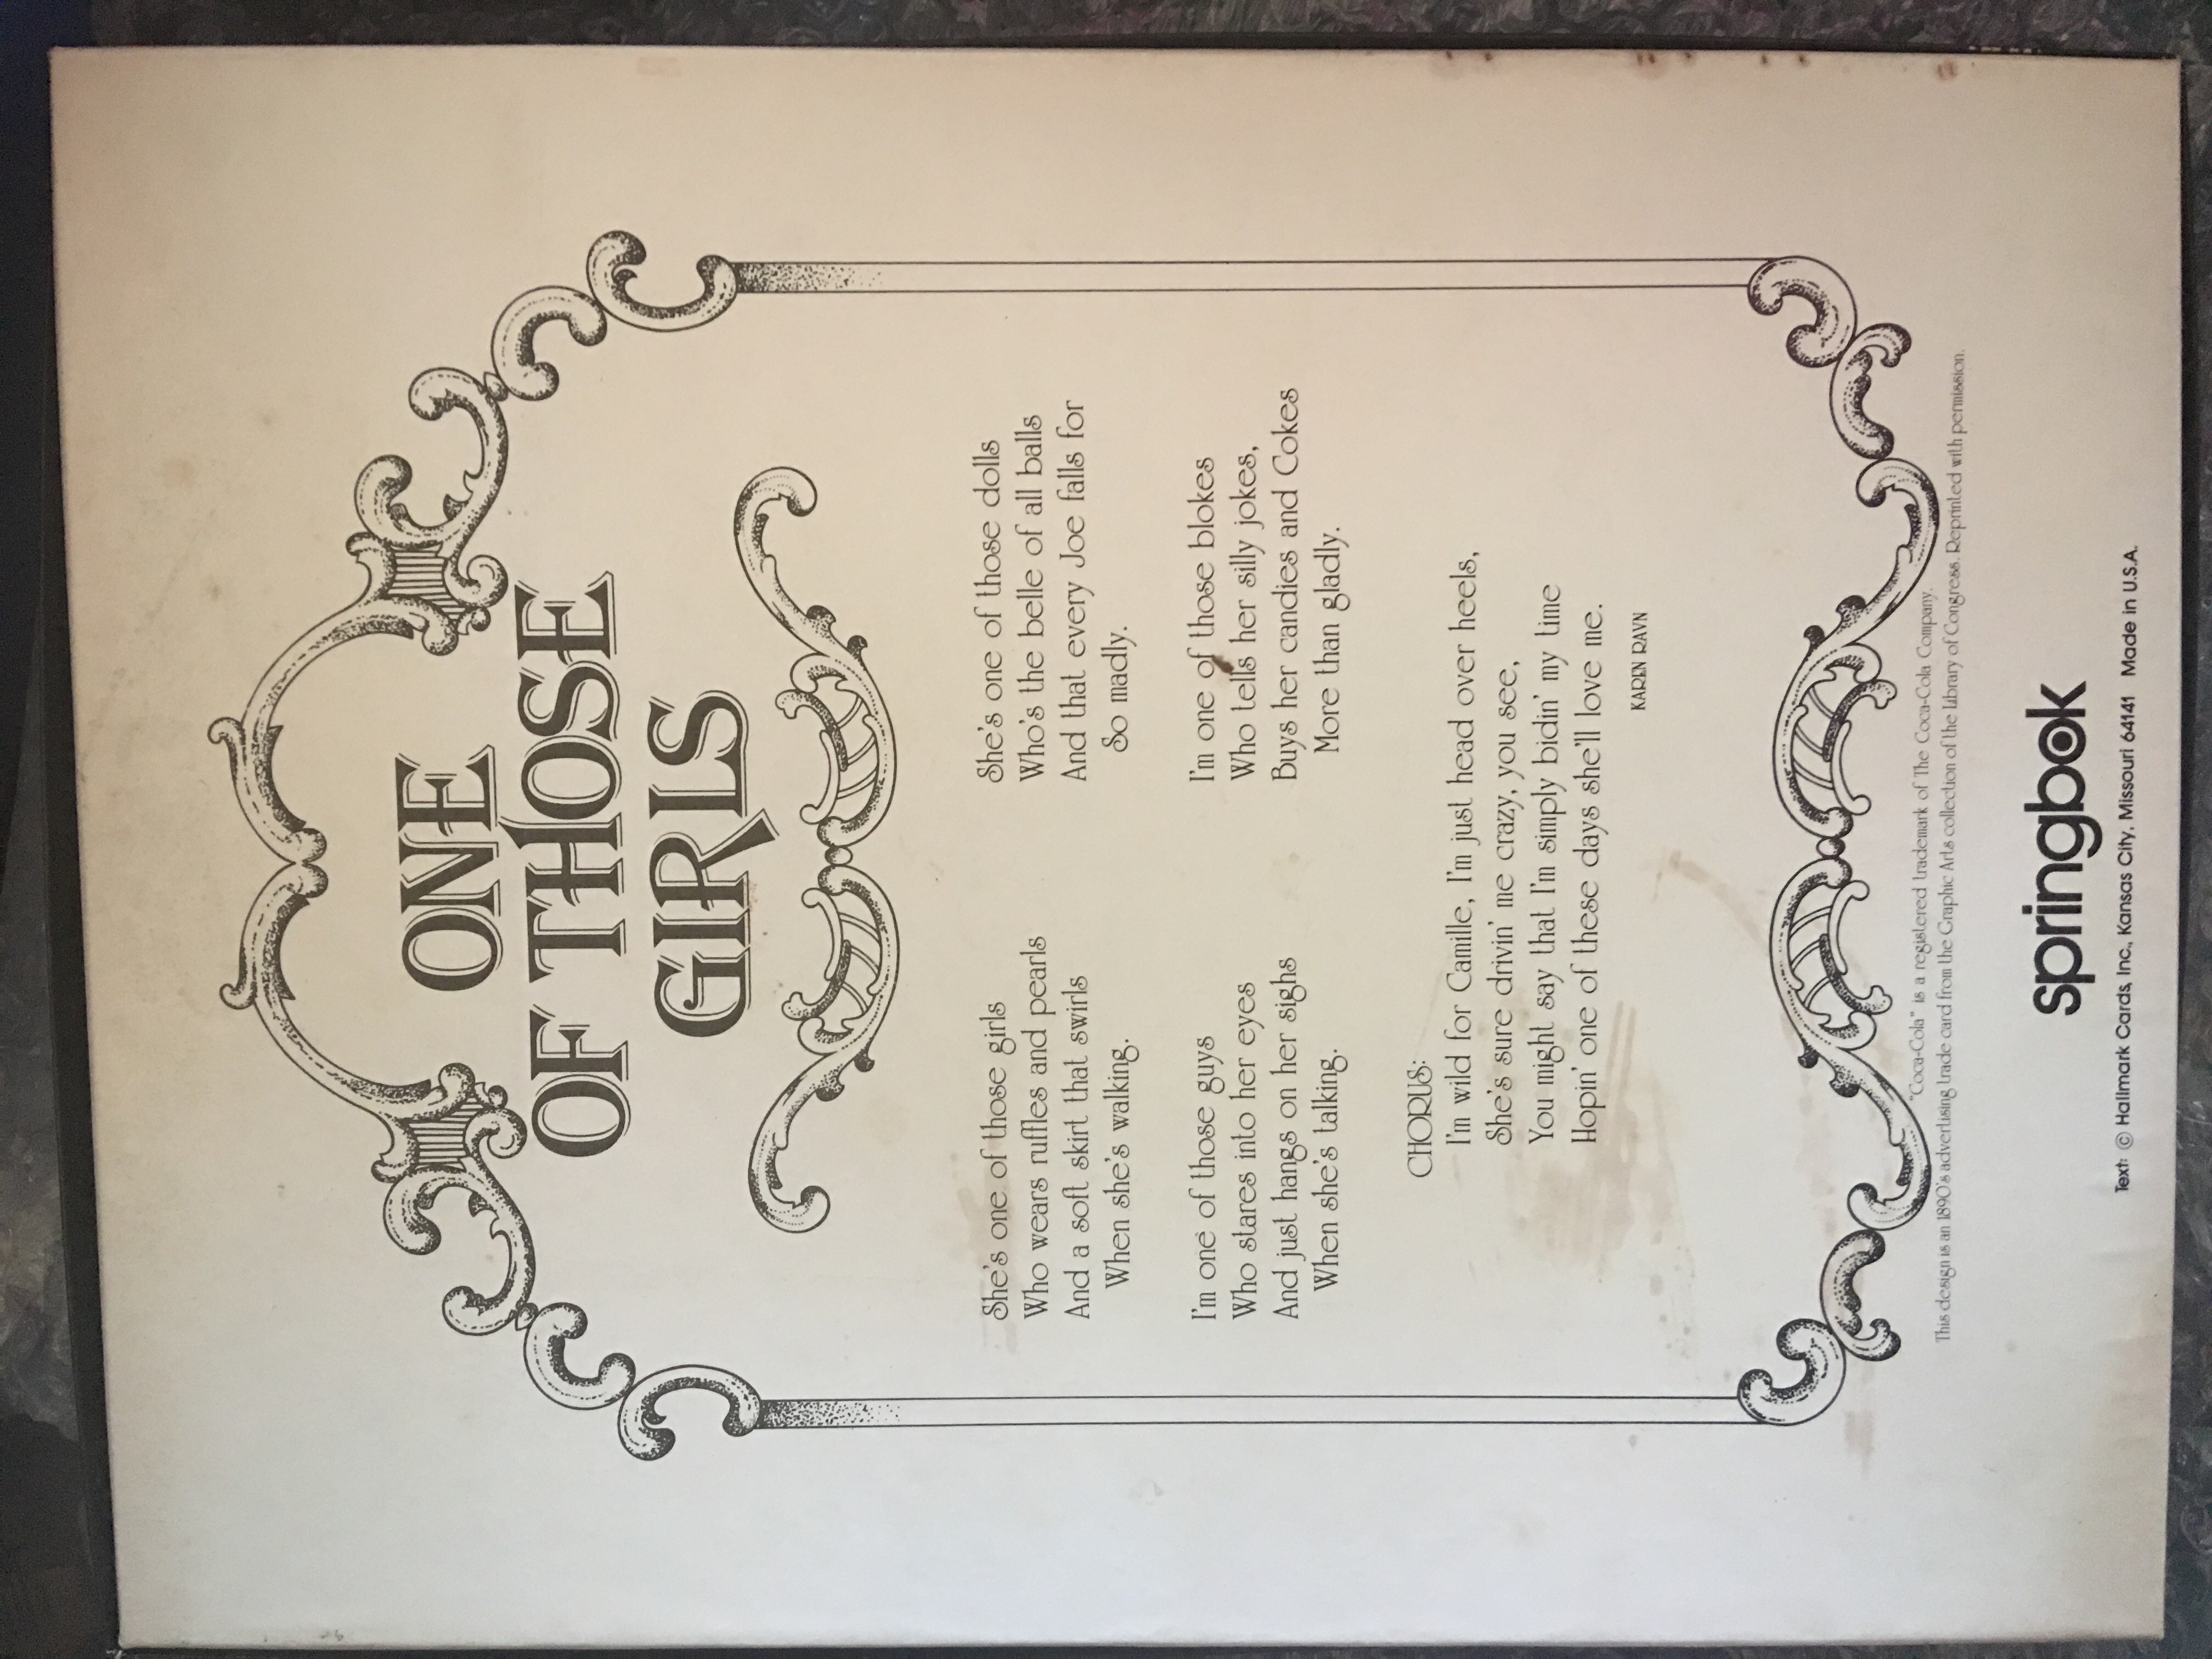 ONE
OF THOSE
GIRLS
She's one of those girls
Who wears ruffles and pearls
And a soft skirt that swirls
When she's walking.
She's one of those dolls
Who's the belle of all balls
And that every Joe falls for
So madly.
I'm one of those guys
Who stares into her eyes
And just hangs on her sighs
When she's talking.
I'm one of those blokes
Who tells her silly jokes,
Buys her candies and Cokes
More than gladly.
CHORUS:
I'm wild for Camille, I'm just head over heels,
She's sure drivin' me crazy, you see,
You might say that I'm simply bidin' my time
Hopin' one of these days she'll love me.
KAREN RAVN
"Coca-Cola" is a registered trademark of The Coca-Cola Company.
This design is an 1890's advertising trade card from the Graphic Arts collection of the Library of Congress. Reprinted with permission.
springbok
Text: © Hallmark Cards, Inc., Kansas City, Missouri 64141 Made in U.S.A.